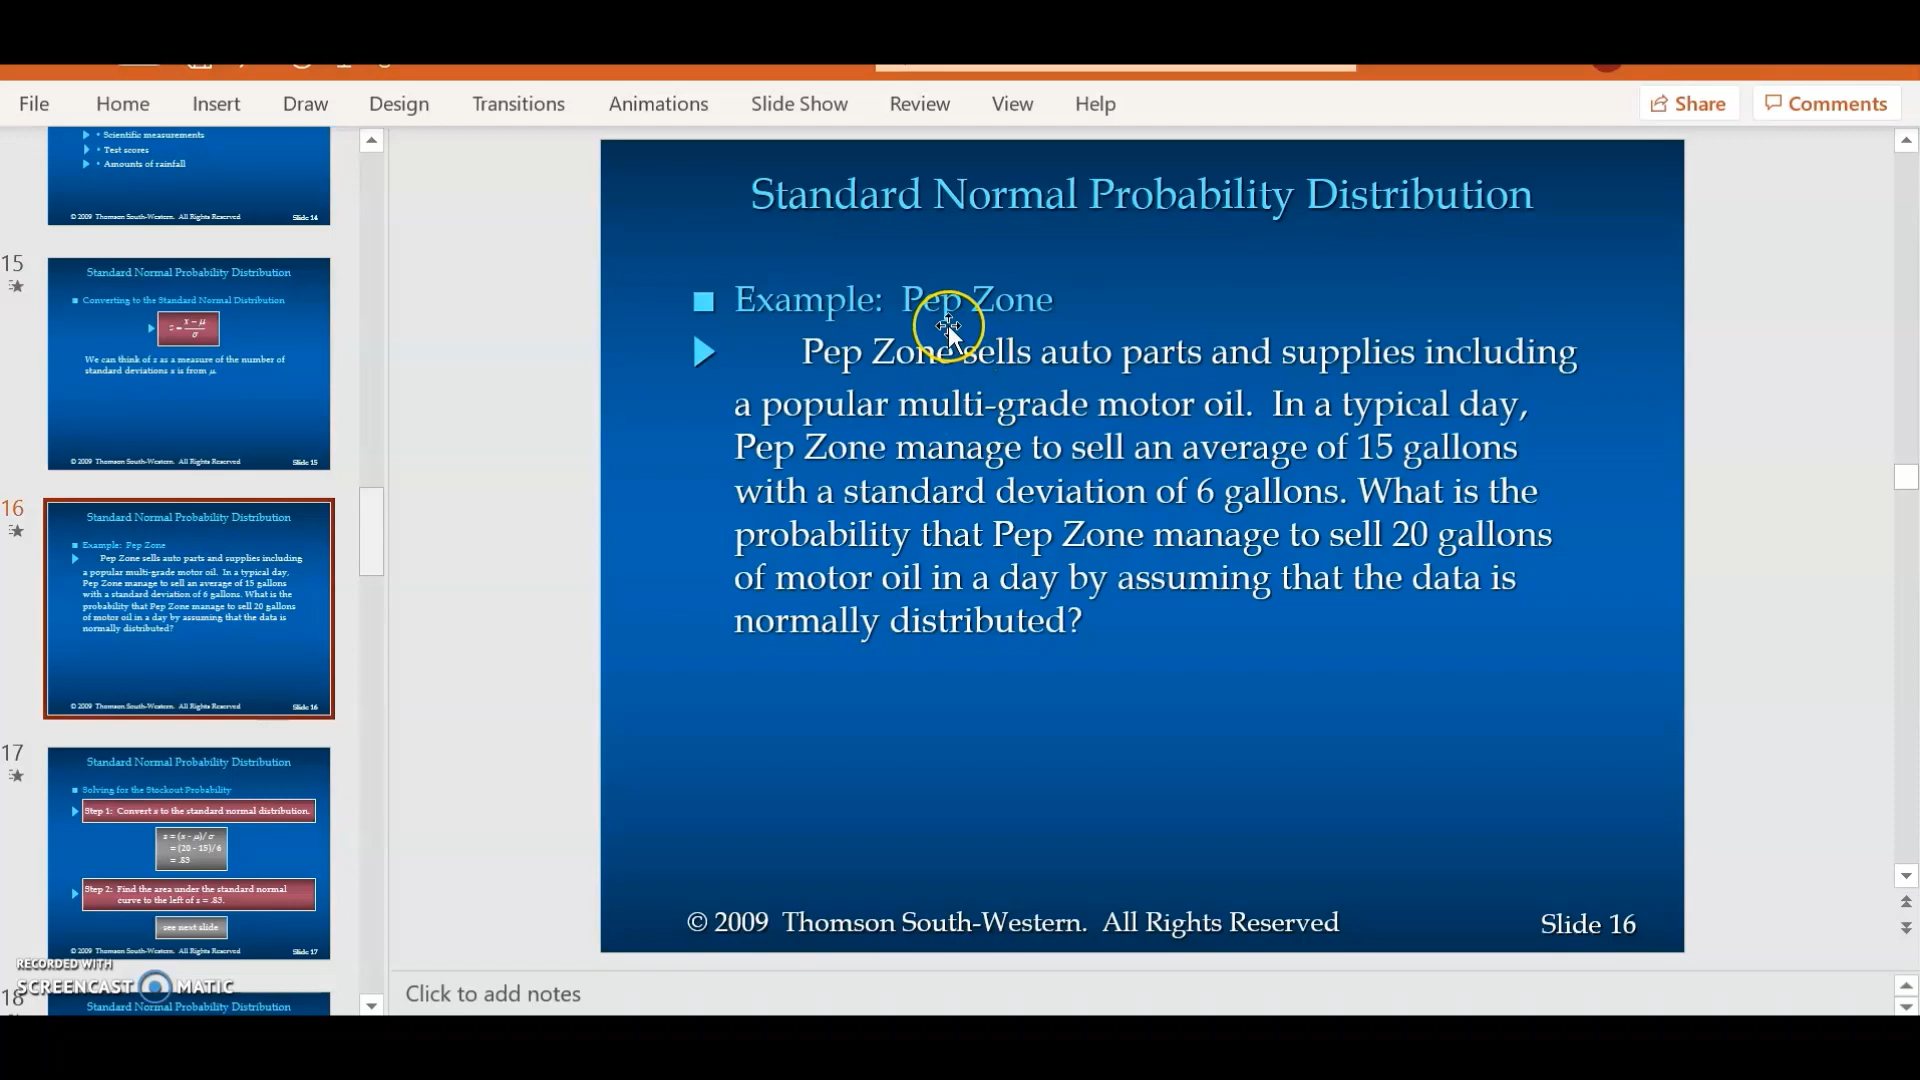 File Home Insert Draw Design Transitions Animations Slide Show Review View Help Share Comments
• Scientific measurements
• Test scores
• Amounts of rainfall
© 2009 Thomson South-Western. All Rights Reserved Slide 14
15
Standard Normal Probability Distribution
Converting to the Standard Normal Distribution
z = x – μ / σ
We can think of z as a measure of the number of
standard deviations x is from μ.
© 2009 Thomson South-Western. All Rights Reserved Slide 15
16
Standard Normal Probability Distribution
Example: Pep Zone
Pep Zone sells auto parts and supplies including
a popular multi-grade motor oil. In a typical day,
Pep Zone manage to sell an average of 15 gallons
with a standard deviation of 6 gallons. What is the
probability that Pep Zone manage to sell 20 gallons
of motor oil in a day by assuming that the data is
normally distributed?
© 2009 Thomson South-Western. All Rights Reserved Slide 16
17
Standard Normal Probability Distribution
Solving for the Stockout Probability
Step 1: Convert x to the standard normal distribution.
z = (x - μ)/σ
= (20 - 15)/6
= .83
Step 2: Find the area under the standard normal
curve to the left of z = .83.
see next slide
© 2009 Thomson South-Western. All Rights Reserved Slide 17
RECORDED WITH
SCREENCAST MATIC
18
Standard Normal Probability Distribution
Standard Normal Probability Distribution
Example: Pep Zone
Pep Zone sells auto parts and supplies including
a popular multi-grade motor oil. In a typical day,
Pep Zone manage to sell an average of 15 gallons
with a standard deviation of 6 gallons. What is the
probability that Pep Zone manage to sell 20 gallons
of motor oil in a day by assuming that the data is
normally distributed?
© 2009 Thomson South-Western. All Rights Reserved
Slide 16
Click to add notes